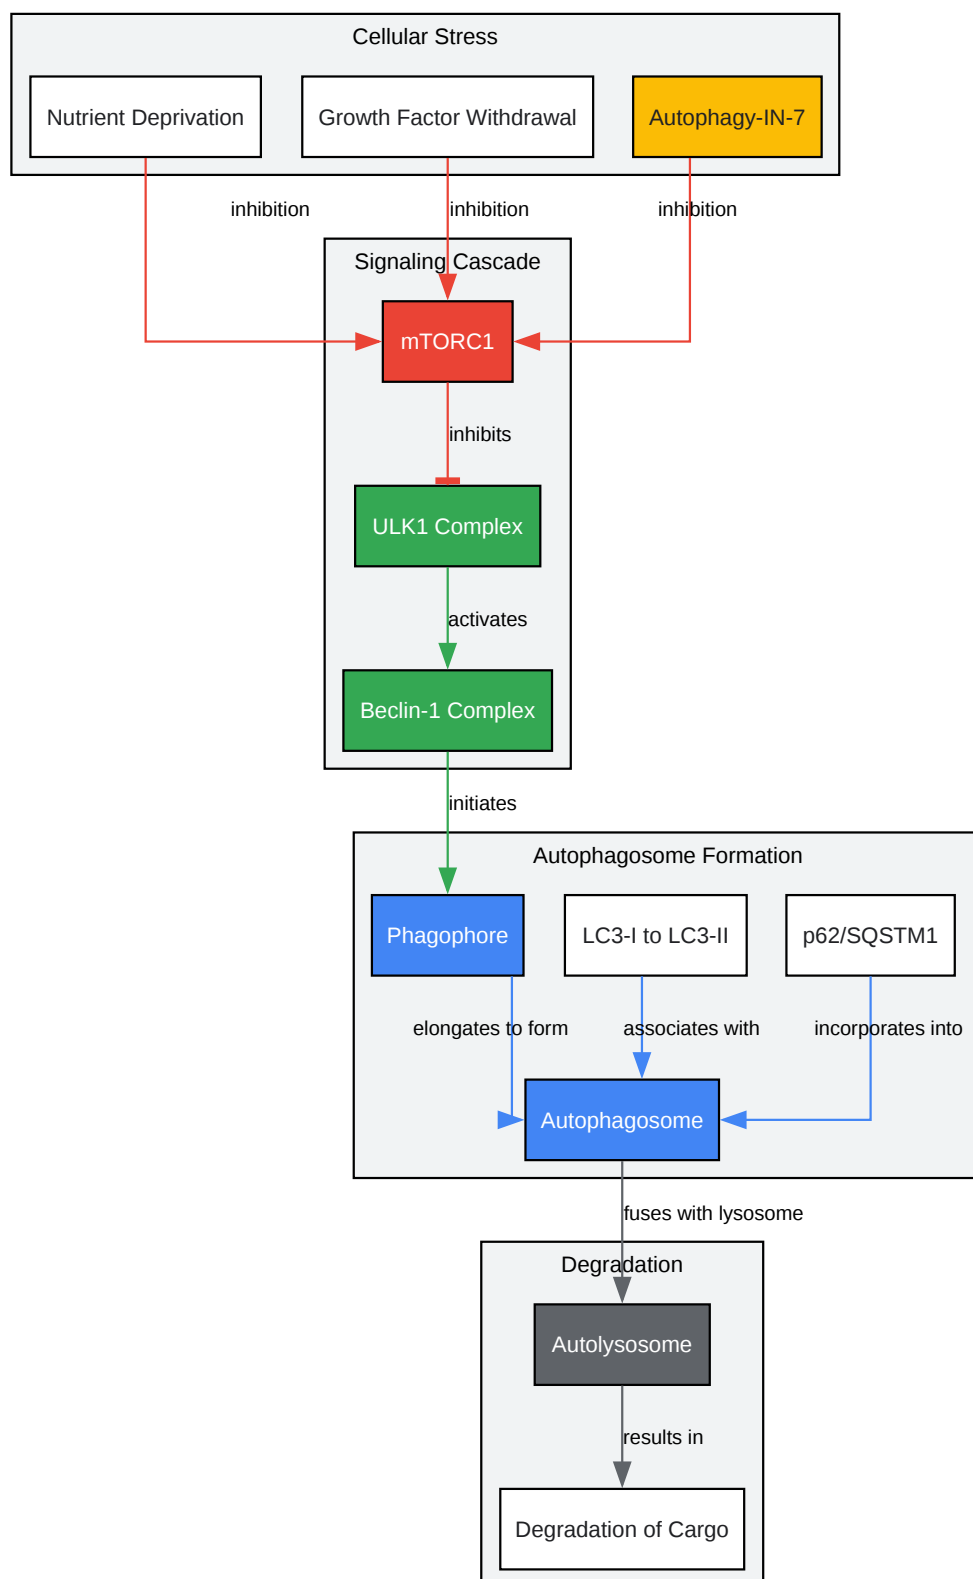 Cellular Stress
Nutrient Deprivation
Growth Factor Withdrawal
Autophagy-IN-7
inhibition
inhibition
inhibition
Signaling Cascade
mTORC1
inhibits
ULK1 Complex
activates
Beclin-1 Complex
initiates
Autophagosome Formation
Phagophore
LC3-I to LC3-II
p62/SQSTM1
elongates to form
associates with
incorporates into
Autophagosome
fuses with lysosome
Degradation
Autolysosome
results in
Degradation of Cargo